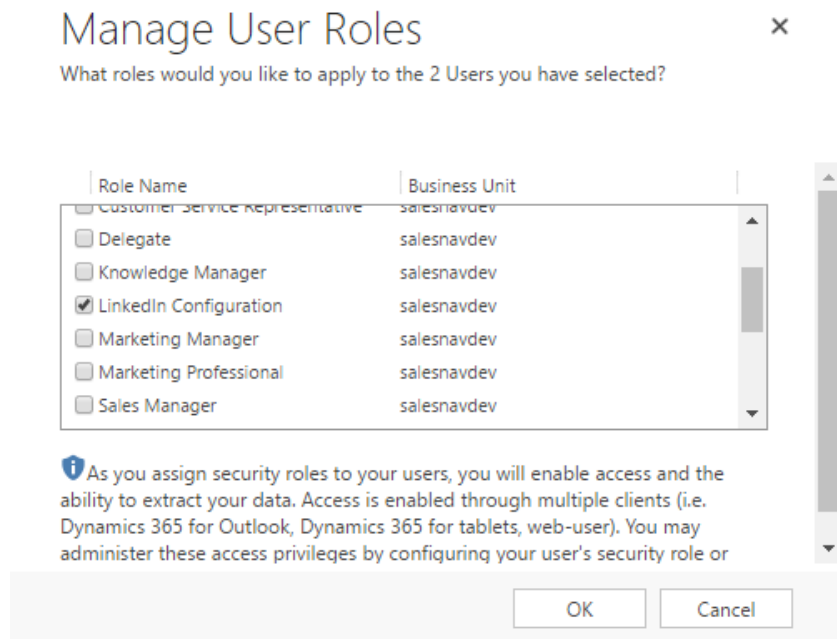 Manage User Roles
What roles would you like to apply to the 2 Users you have selected?
Role Name Business Unit
Customer Service Representative salesnavdev
Delegate salesnavdev
Knowledge Manager salesnavdev
LinkedIn Configuration salesnavdev
Marketing Manager salesnavdev
Marketing Professional salesnavdev
Sales Manager salesnavdev
As you assign security roles to your users, you will enable access and the
ability to extract your data. Access is enabled through multiple clients (i.e.
Dynamics 365 for Outlook, Dynamics 365 for tablets, web-user). You may
administer these access privileges by configuring your user's security role or
OK Cancel